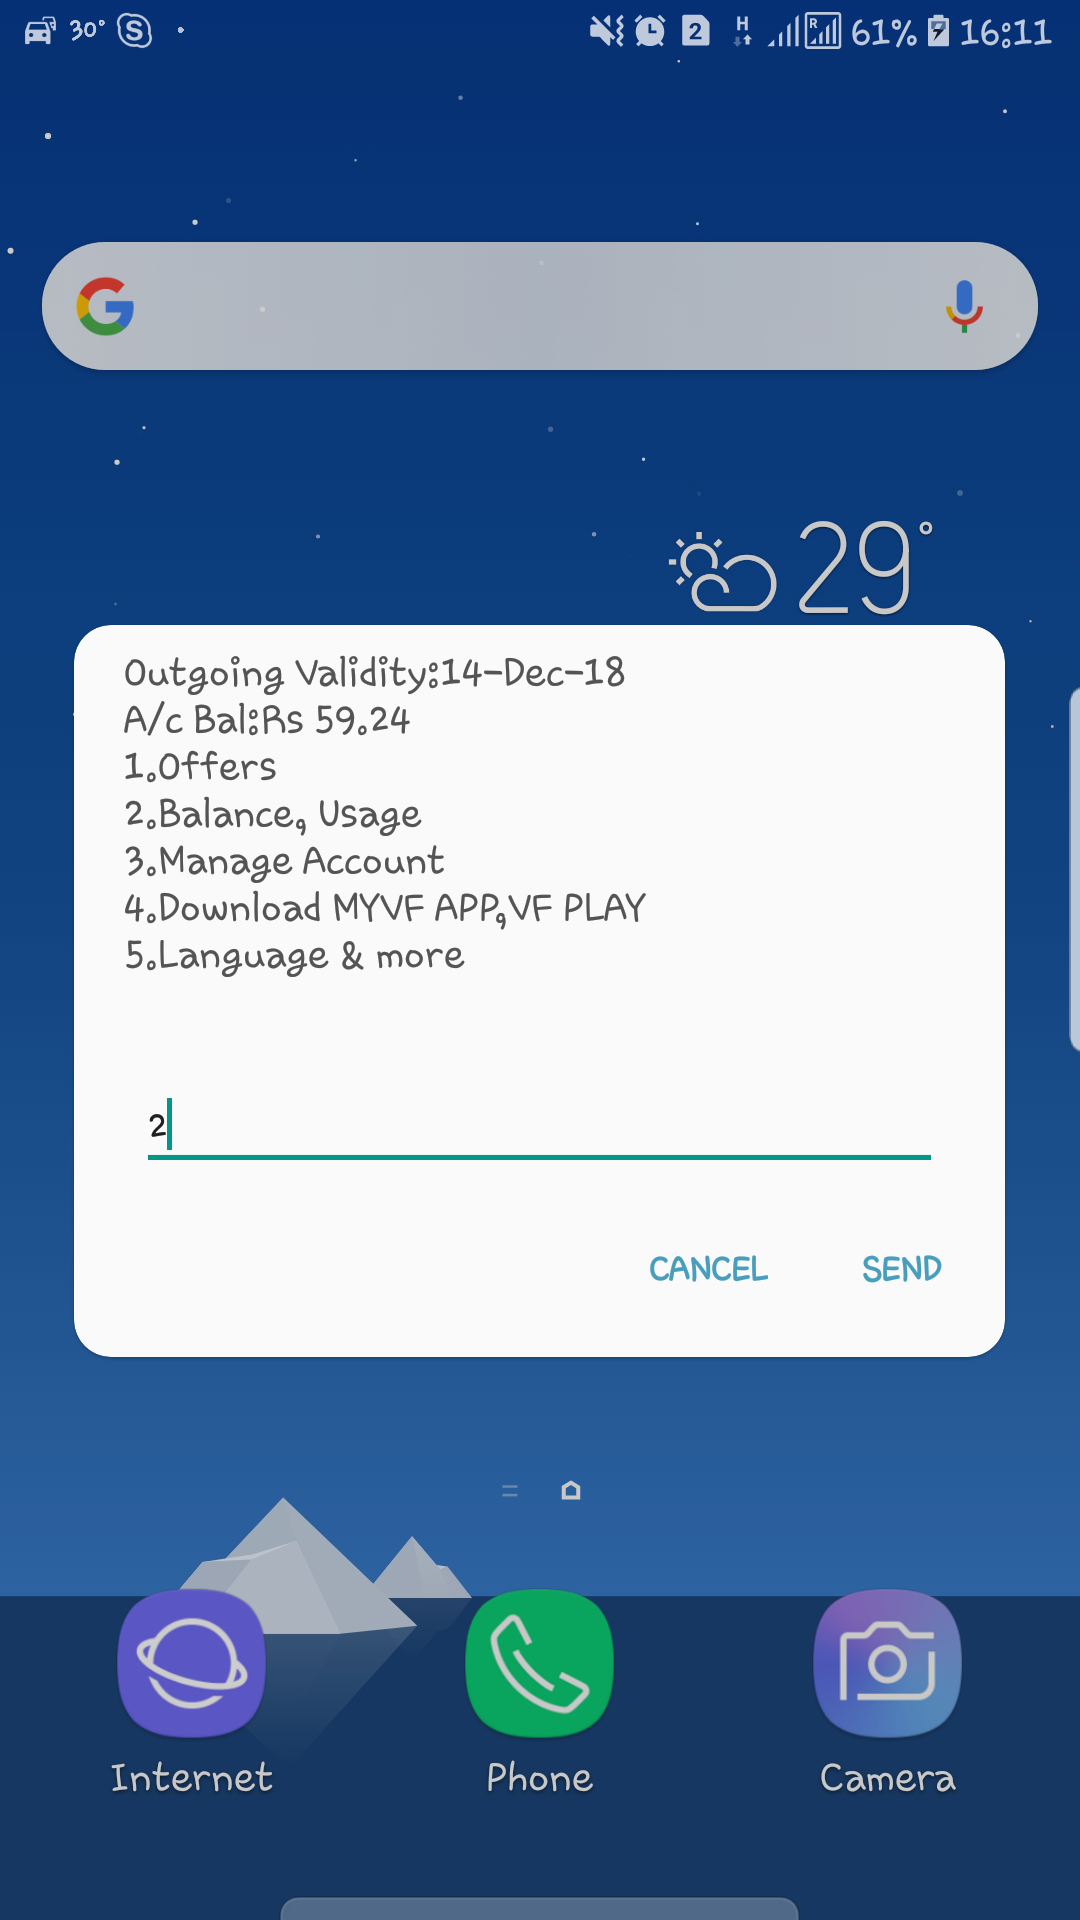 30°
S
2
H
R
61%
16:11
G
29°
Outgoing Validity:14-Dec-18
A/c Bal:Rs 59.24
1.Offers
2.Balance, Usage
3.Manage Account
4.Download MYVF APP,VF PLAY
5.Language & more
2
CANCEL SEND
Internet Phone Camera